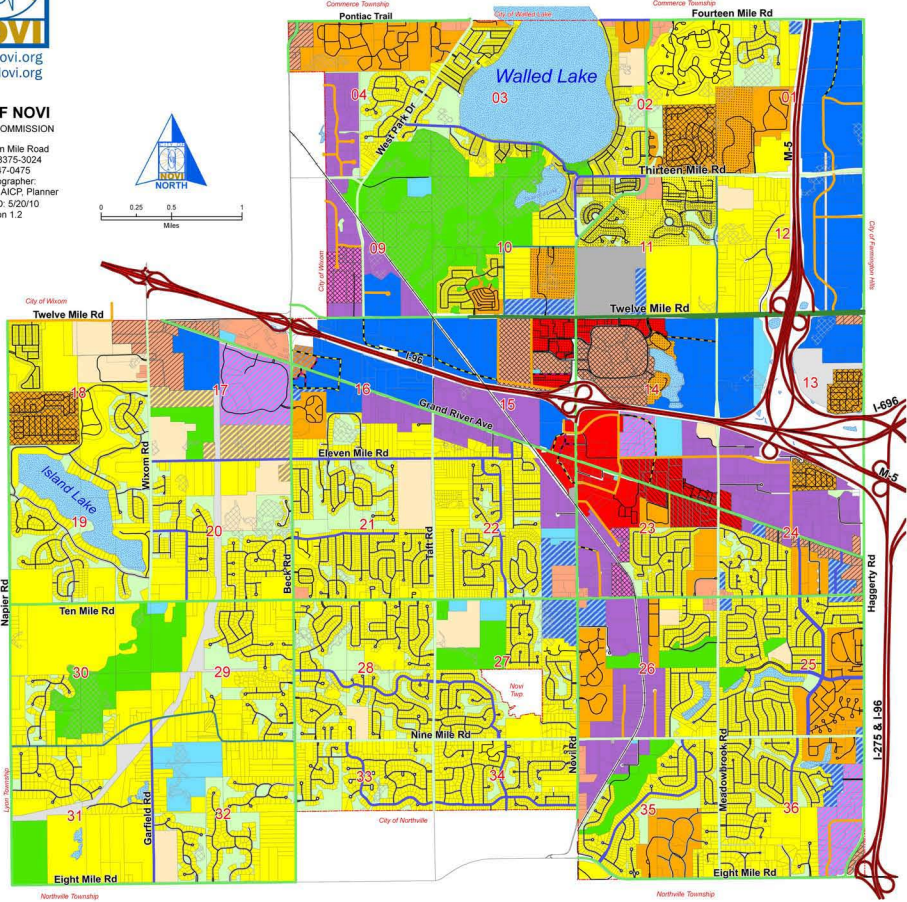 NOVI
ovi.org
ovi.org
F NOVI
OMMISSION
n Mile Road
8375-3024
47-0475
ographer:
AICP, Planner
D: 5/20/10
on 1.2
NOVI
NORTH
0 0.25 0.5 1
Miles
Commerce Township
Pontiac Trail
City of Walled Lake
Commerce Township
Fourteen Mile Rd
Walled Lake
04
03
02
01
West Park Dr
M-5
Thirteen Mile Rd
City of Wixom
City of Farmington Hills
09
10
11
12
City of Wixom
Twelve Mile Rd
Twelve Mile Rd
I-96
18
17
16
15
14
13
Grand River Ave
I-696
M-5
Wixom Rd
Eleven Mile Rd
Island Lake
19
20
21
22
23
24
Beck Rd
Taft Rd
Napier Rd
Haggerty Rd
Ten Mile Rd
30
29
28
27
26
25
Novi
Twp
I-275 & I-96
Nine Mile Rd
Novi Rd
Meadowbrook Rd
Lyon Township
31
Garfield Rd
32
33
34
35
36
City of Northville
Eight Mile Rd
Eight Mile Rd
Northville Township
Northville Township